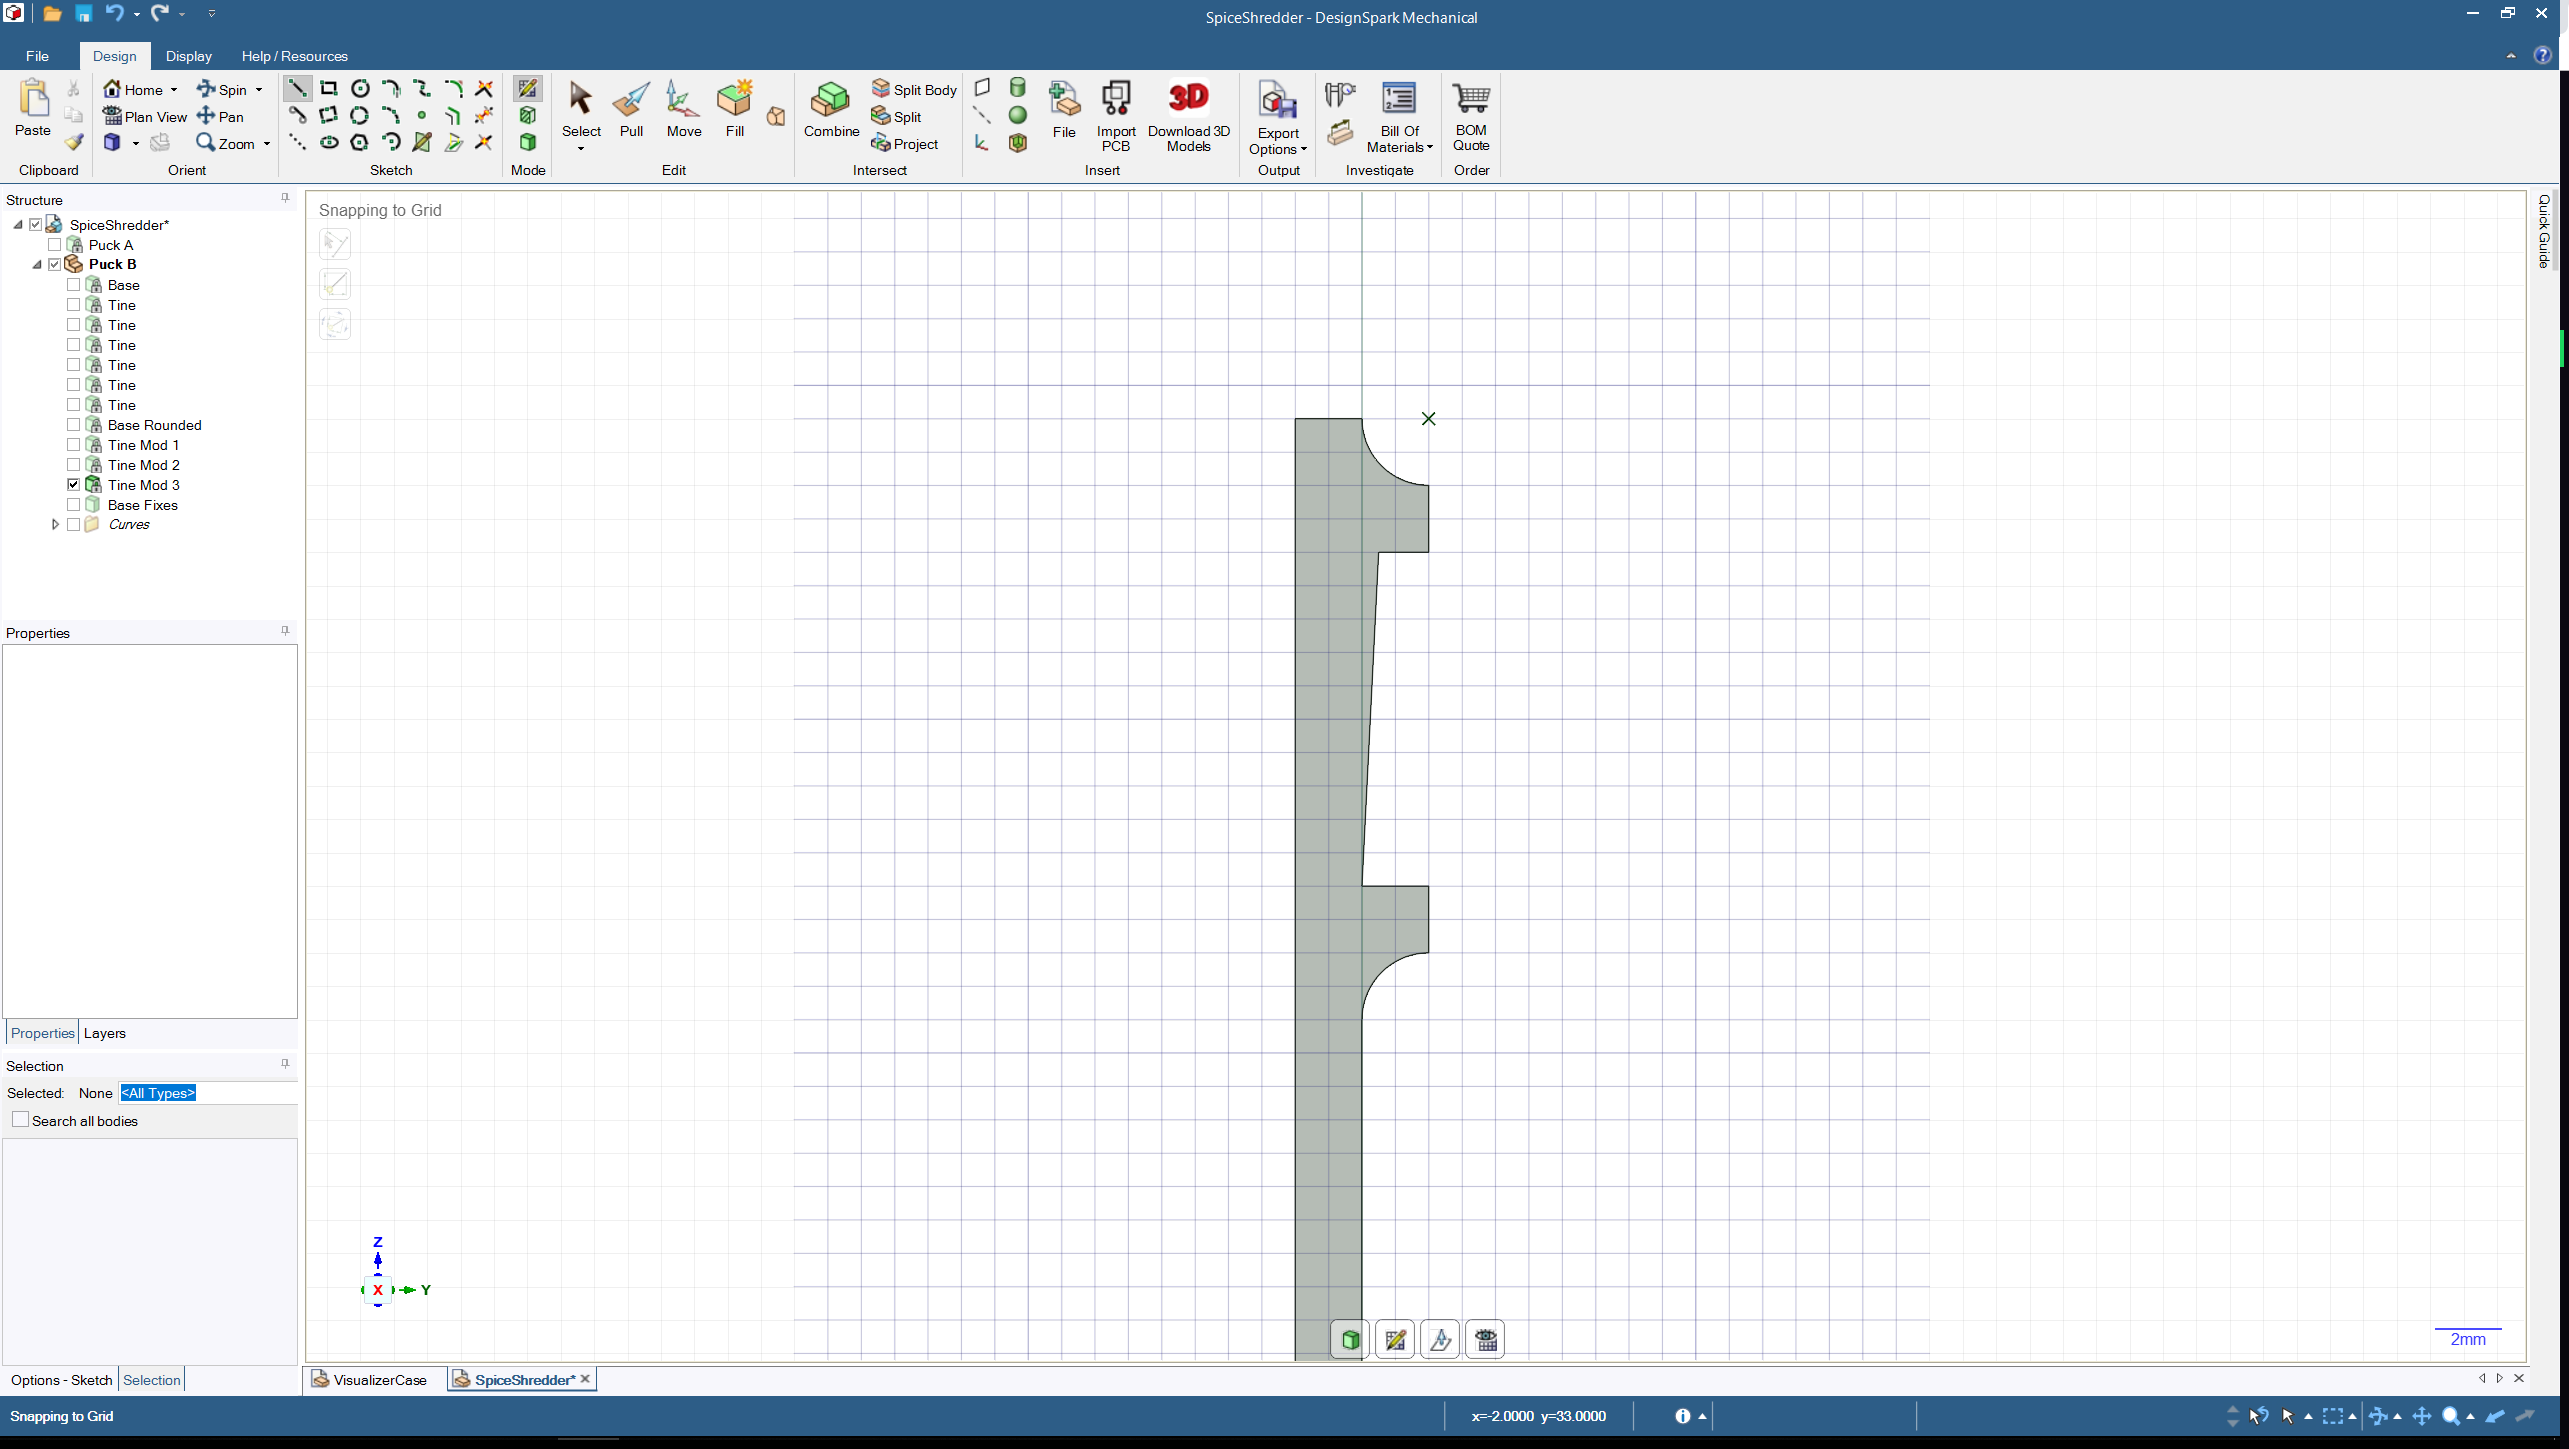 SpiceShredder - DesignSpark Mechanical
File Design Display Help / Resources
Paste
Home Spin
Plan View Pan
Zoom
Select Pull Move Fill
Combine
Split Body
Split
Project
File
Import PCB
Download 3D Models
3D
Export Options
Bill Of Materials
BOM Quote
Clipboard Orient Sketch Mode Edit Intersect Insert Output Investigate Order
Structure
SpiceShredder*
Puck A
Puck B
Base
Tine
Tine
Tine
Tine
Tine
Tine
Base Rounded
Tine Mod 1
Tine Mod 2
Tine Mod 3
Base Fixes
Curves
Properties
Properties Layers
Selection
Selected: None <All Types>
Search all bodies
Options - Sketch Selection
Snapping to Grid
Quick Guide
Z
X Y
2mm
VisualizerCase SpiceShredder*
Snapping to Grid
x=-2.0000 y=33.0000